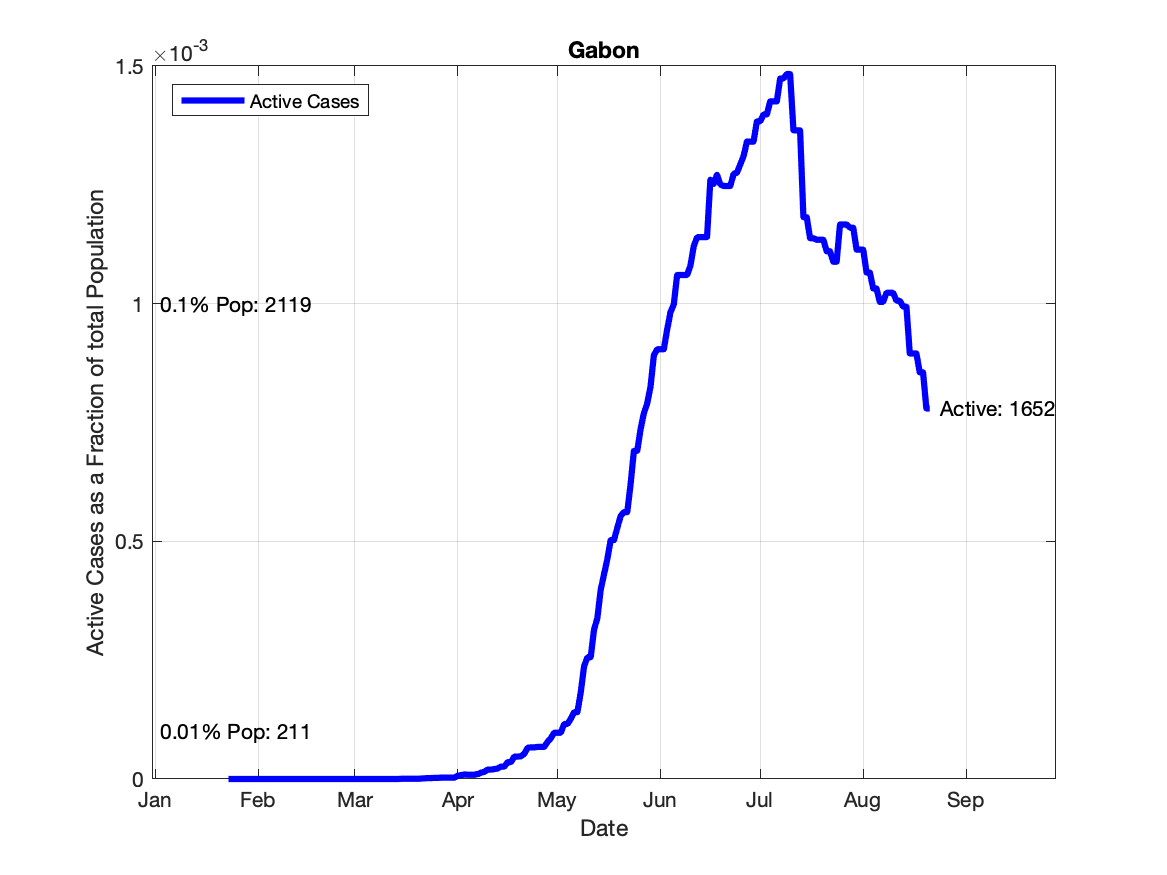 Gabon
×10-3
1.5
1
0.5
0
Active Cases
0.1% Pop: 2119
0.01% Pop: 211
Active: 1652
Active Cases as a Fraction of total Population
Jan Feb Mar Apr May Jun Jul Aug Sep
Date